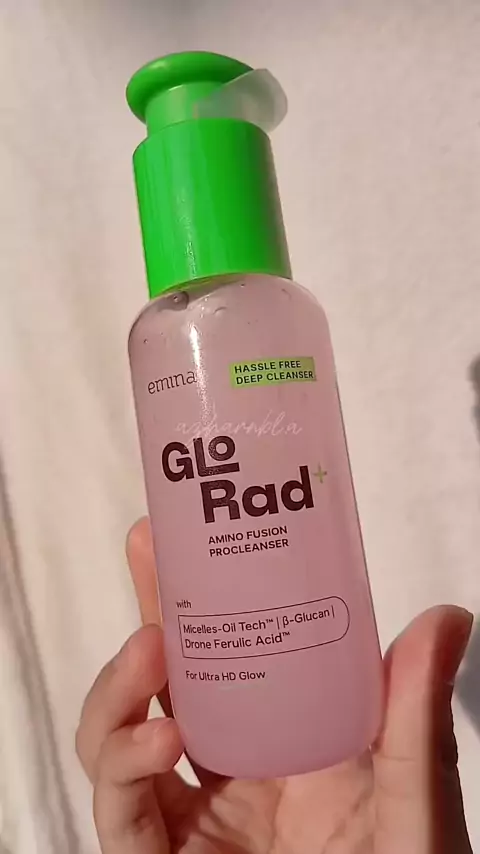 emina
HASSLE FREE
DEEP CLEANSER
azharnbl.a
GLo
Rad+
AMINO FUSION
PROCLEANSER
with
Micelles-Oil Tech™ | β-Glucan |
Drone Ferulic Acid™
For Ultra HD Glow